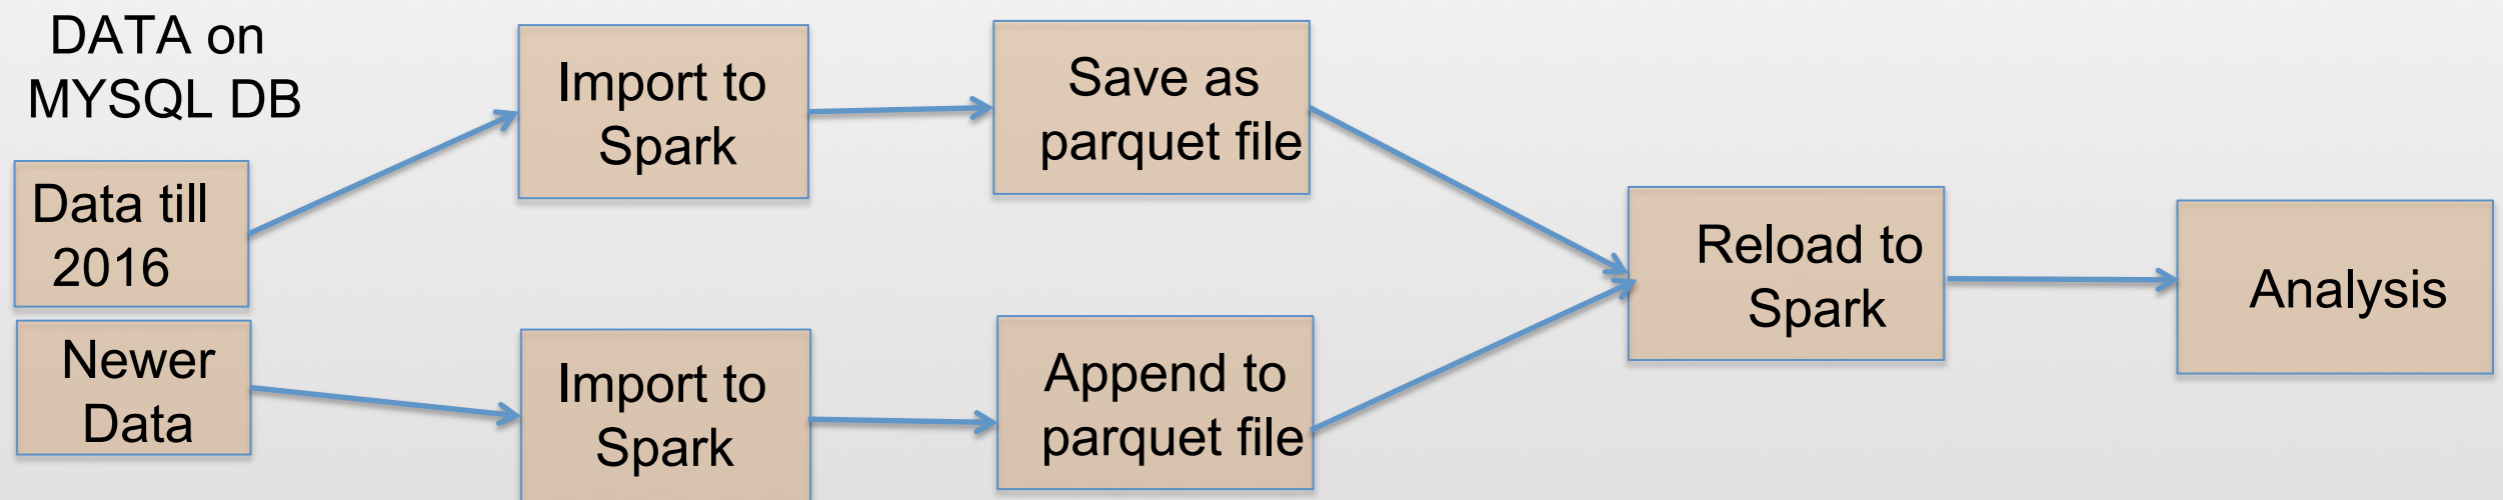 DATA on
MYSQL DB
Data till
2016
Import to
Spark
Save as
parquet file
Newer
Data
Import to
Spark
Append to
parquet file
Reload to
Spark
Analysis